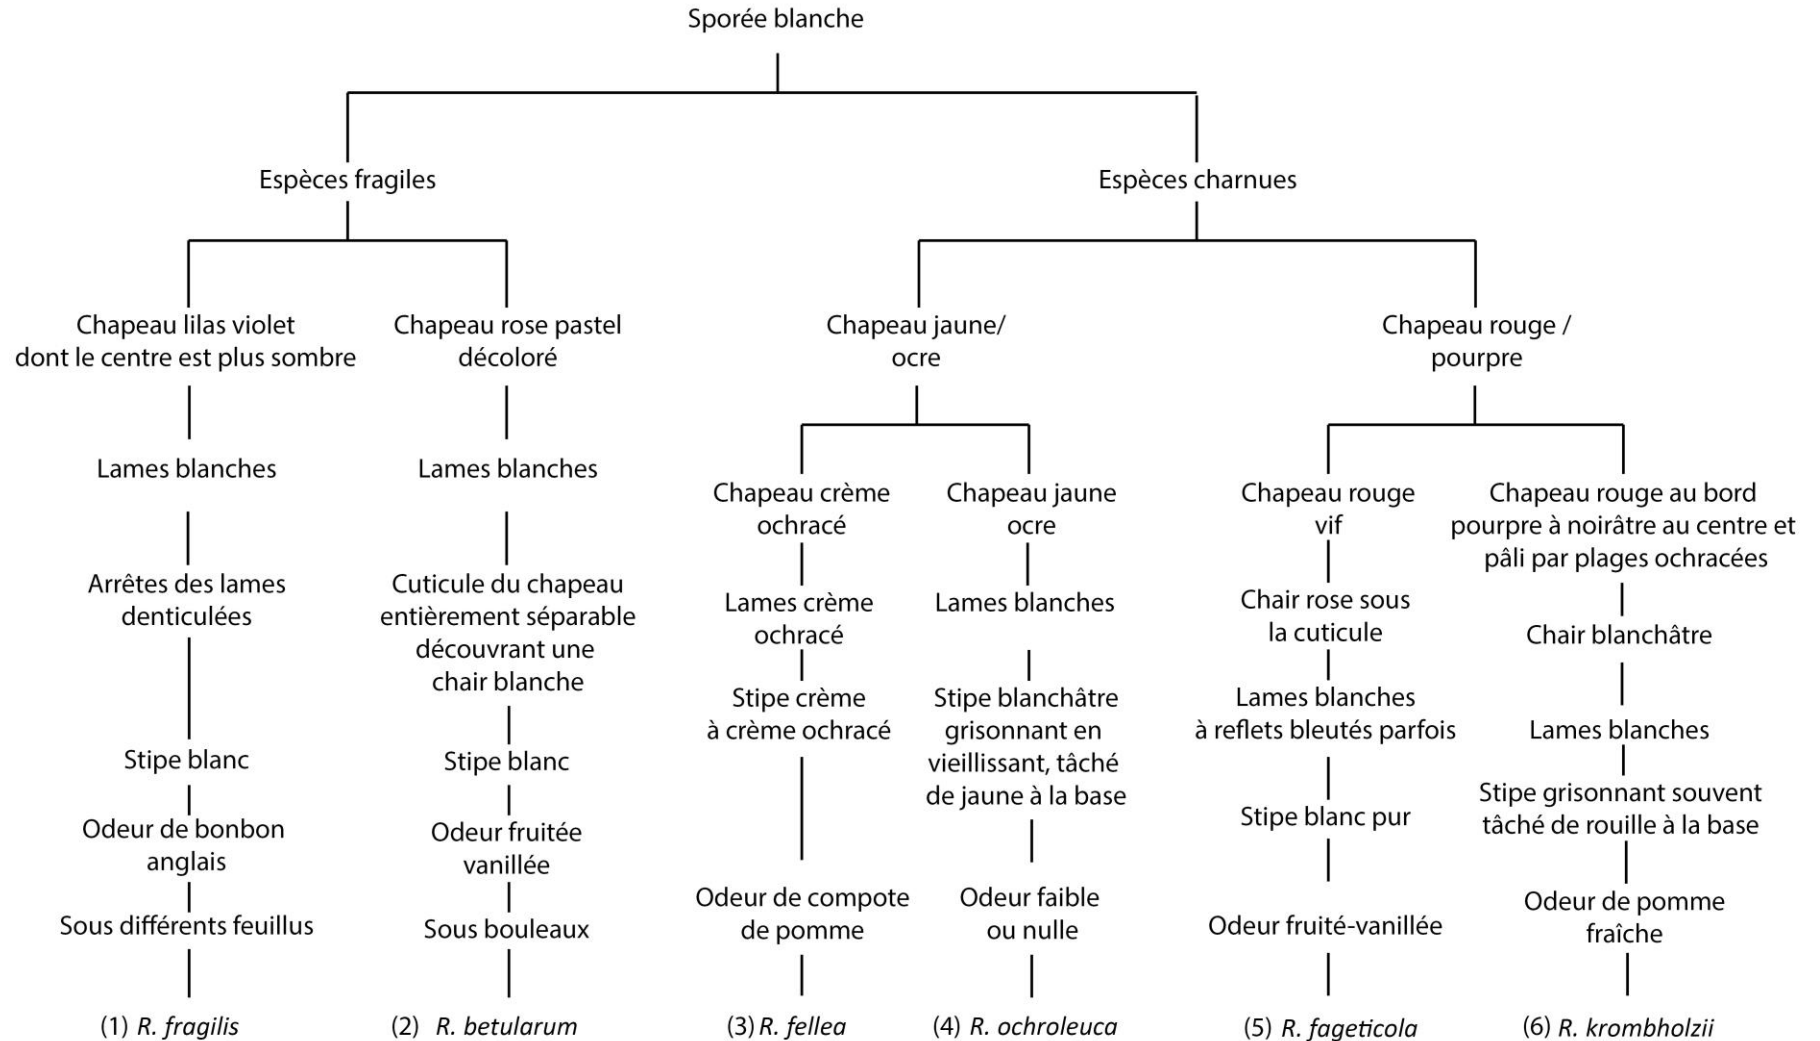 Sporée blanche
Espèces fragiles
Espèces charnues
Chapeau lilas violet
dont le centre est plus sombre
Chapeau rose pastel
décoloré
Chapeau jaune/
ocre
Chapeau rouge /
pourpre
Lames blanches
Arrêtes des lames
denticulées
Stipe blanc
Odeur de bonbon
anglais
Sous différents feuillus
(1) R. fragilis
Lames blanches
Cuticule du chapeau
entièrement séparable
découvrant une
chair blanche
Stipe blanc
Odeur fruitée
vanillée
Sous bouleaux
(2) R. betularum
Chapeau crème
ochracé
Lames crème
ochracé
Stipe crème
à crème ochracé
Odeur de compote
de pomme
(3) R. fellea
Chapeau jaune
ocre
Lames blanches
Stipe blanchâtre
grisonnant en
vieillissant, tâché
de jaune à la base
Odeur faible
ou nulle
(4) R. ochroleuca
Chapeau rouge
vif
Chair rose sous
la cuticule
Lames blanches
à reflets bleutés parfois
Stipe blanc pur
Odeur fruité-vanillée
(5) R. fageticola
Chapeau rouge au bord
pourpre à noirâtre au centre et
pâli par plages ochracées
Chair blanchâtre
Lames blanches
Stipe grisonnant souvent
tâché de rouille à la base
Odeur de pomme
fraîche
(6) R. krombholzii